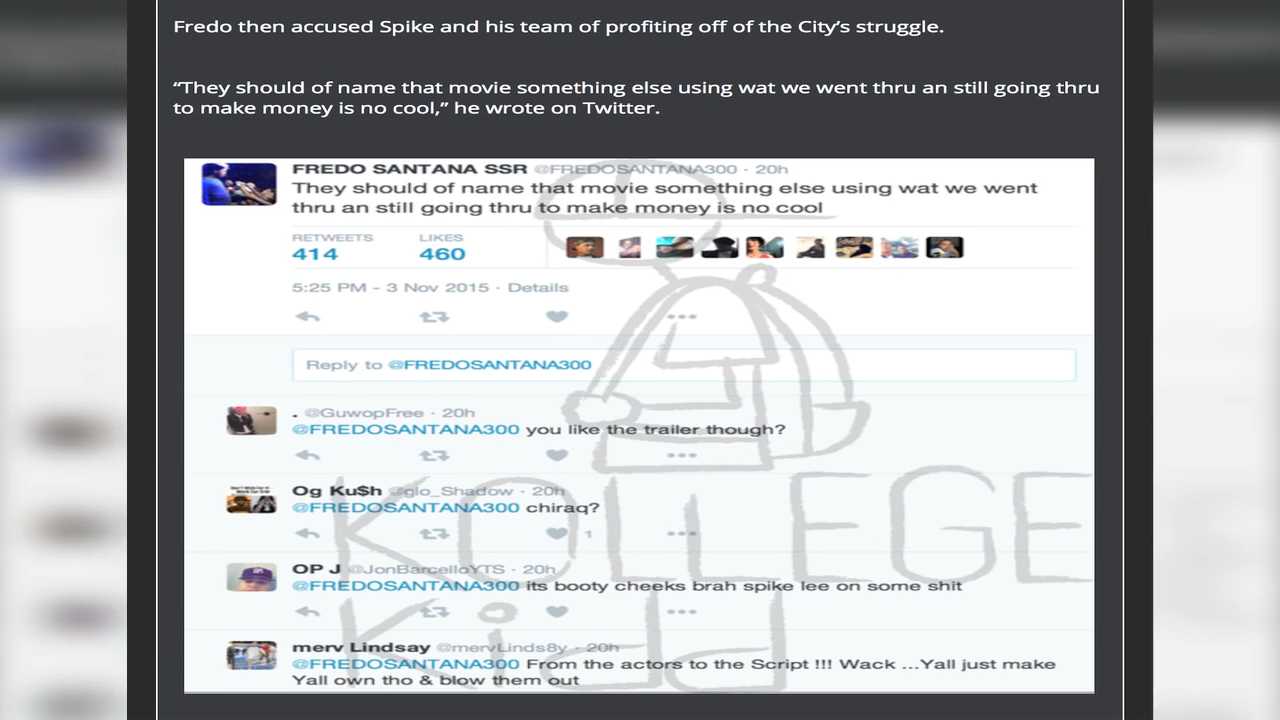 Fredo then accused Spike and his team of profiting off of the City’s struggle.
“They should of name that movie something else using wat we went thru an still going thru
to make money is no cool,” he wrote on Twitter.
FREDO SANTANA SSR @FREDOSANTANA300 · 20h
They should of name that movie something else using wat we went
thru an still going thru to make money is no cool
RETWEETS LIKES
414 460
5:25 PM - 3 Nov 2015 · Details
Reply to @FREDOSANTANA300
. @GuwopFree · 20h
@FREDOSANTANA300 you like the trailer though?
Og Ku$h @glo_Shadow · 20h
@FREDOSANTANA300 chiraq?
1
OP J @JonBarcelloYTS · 20h
@FREDOSANTANA300 its booty cheeks brah spike lee on some shit
merv Lindsay @mervLinds8y · 20h
@FREDOSANTANA300 From the actors to the Script !!! Wack ...Yall just make
Yall own tho & blow them out
KOLLEGE
Kidd